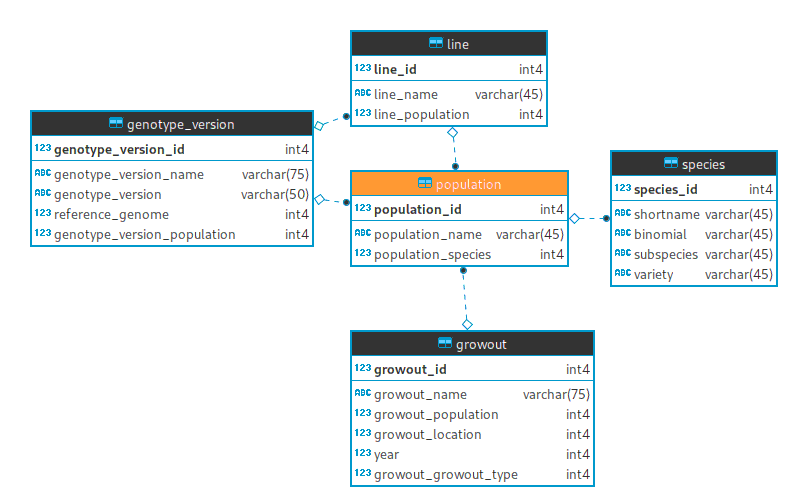 line
123 line_id int4
ABC line_name varchar(45)
123 line_population int4
genotype_version
123 genotype_version_id int4
ABC genotype_version_name varchar(75)
ABC genotype_version varchar(50)
123 reference_genome int4
123 genotype_version_population int4
population
123 population_id int4
ABC population_name varchar(45)
123 population_species int4
species
123 species_id int4
ABC shortname varchar(45)
ABC binomial varchar(45)
ABC subspecies varchar(45)
ABC variety varchar(45)
growout
123 growout_id int4
ABC growout_name varchar(75)
123 growout_population int4
123 growout_location int4
123 year int4
123 growout_growout_type int4